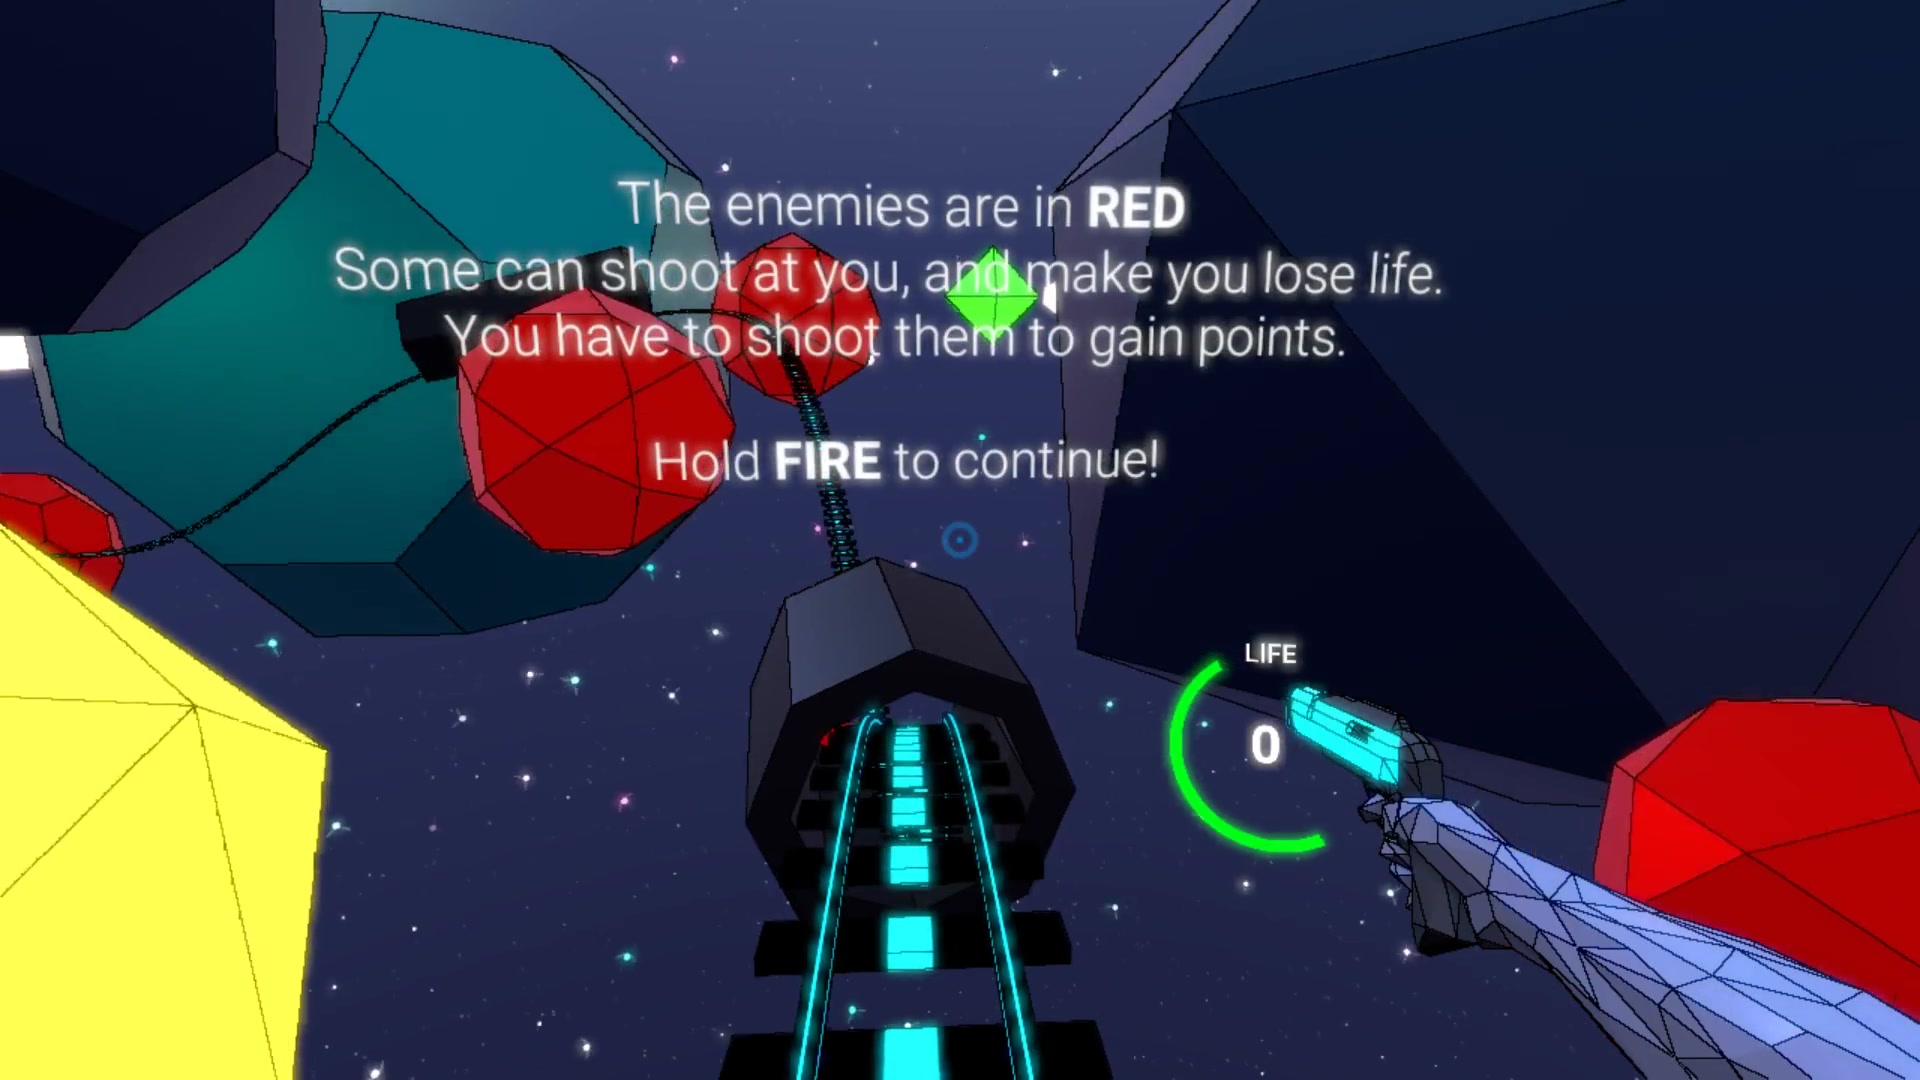 The enemies are in RED
Some can shoot at you, and make you lose life.
You have to shoot them to gain points.
Hold FIRE to continue!
LIFE
0